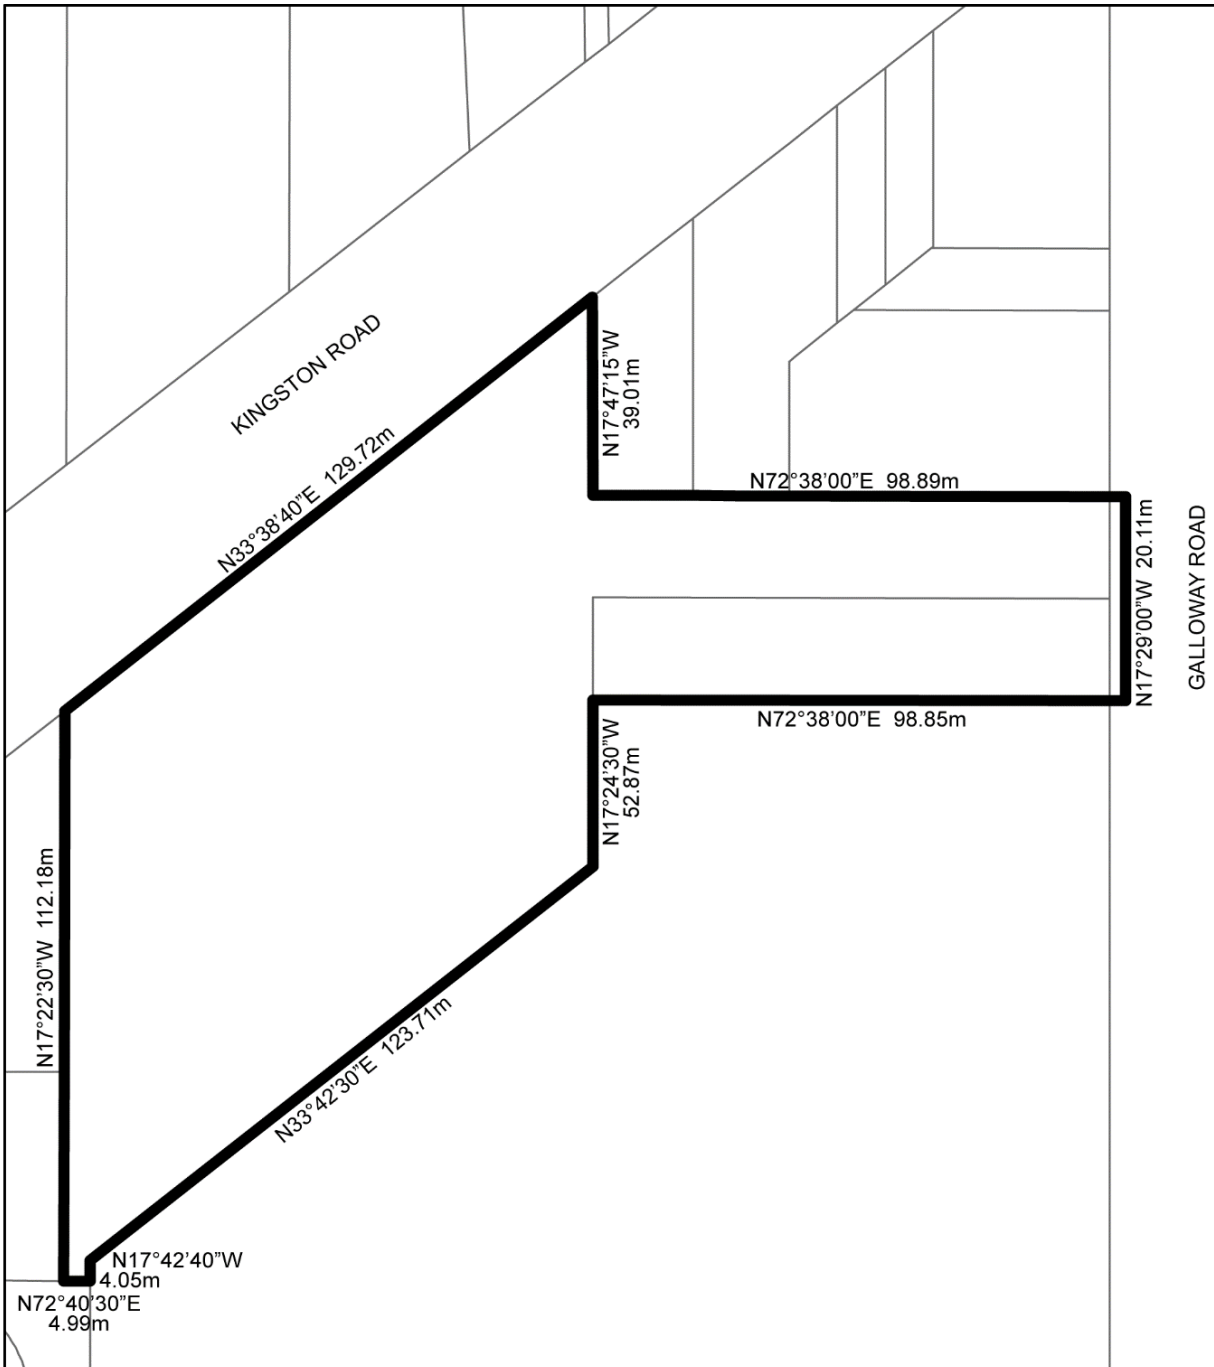 KINGSTON ROAD
N17°47'15"W
39.01m
N33°38'40"E 129.72m
N72°38'00"E 98.89m
N17°29'00"W 20.11m
GALLOWAY ROAD
N72°38'00"E 98.85m
N17°24'30"W
52.87m
N17°22'30"W 112.18m
N33°42'30"E 123.71m
N17°42'40"W
4.05m
N72°40'30"E
4.99m